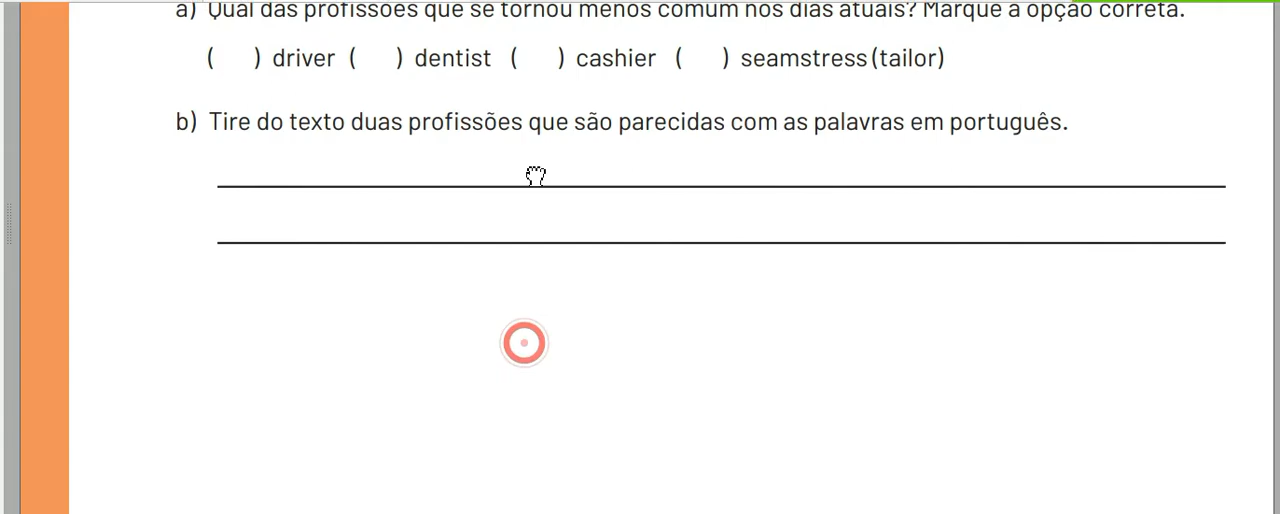 a) Qual das profissões que se tornou menos comum nos dias atuais? Marque a opção correta.
( ) driver ( ) dentist ( ) cashier ( ) seamstress (tailor)
b) Tire do texto duas profissões que são parecidas com as palavras em português.